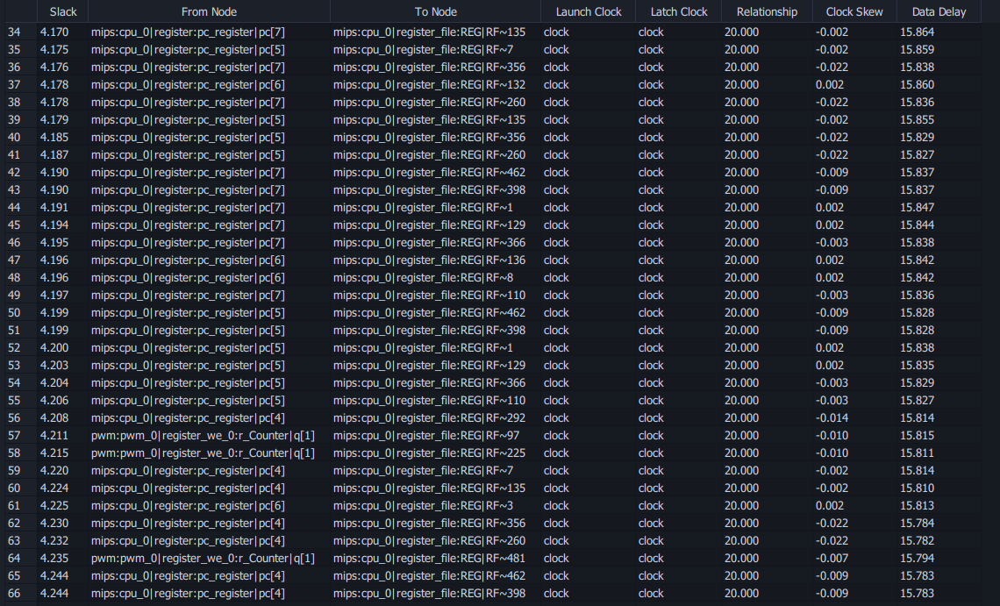 Slack From Node To Node Launch Clock Latch Clock Relationship Clock Skew Data Delay
34 4.170 mips:cpu_0|register:pc_register|pc[7] mips:cpu_0|register_file:REG|RF~135 clock clock 20.000 -0.002 15.864
35 4.175 mips:cpu_0|register:pc_register|pc[5] mips:cpu_0|register_file:REG|RF~7 clock clock 20.000 -0.002 15.859
36 4.176 mips:cpu_0|register:pc_register|pc[7] mips:cpu_0|register_file:REG|RF~356 clock clock 20.000 -0.022 15.838
37 4.178 mips:cpu_0|register:pc_register|pc[6] mips:cpu_0|register_file:REG|RF~132 clock clock 20.000 0.002 15.860
38 4.178 mips:cpu_0|register:pc_register|pc[7] mips:cpu_0|register_file:REG|RF~260 clock clock 20.000 -0.022 15.836
39 4.179 mips:cpu_0|register:pc_register|pc[5] mips:cpu_0|register_file:REG|RF~135 clock clock 20.000 -0.002 15.855
40 4.185 mips:cpu_0|register:pc_register|pc[5] mips:cpu_0|register_file:REG|RF~356 clock clock 20.000 -0.022 15.829
41 4.187 mips:cpu_0|register:pc_register|pc[5] mips:cpu_0|register_file:REG|RF~260 clock clock 20.000 -0.022 15.827
42 4.190 mips:cpu_0|register:pc_register|pc[7] mips:cpu_0|register_file:REG|RF~462 clock clock 20.000 -0.009 15.837
43 4.190 mips:cpu_0|register:pc_register|pc[7] mips:cpu_0|register_file:REG|RF~398 clock clock 20.000 -0.009 15.837
44 4.191 mips:cpu_0|register:pc_register|pc[7] mips:cpu_0|register_file:REG|RF~1 clock clock 20.000 0.002 15.847
45 4.194 mips:cpu_0|register:pc_register|pc[7] mips:cpu_0|register_file:REG|RF~129 clock clock 20.000 0.002 15.844
46 4.195 mips:cpu_0|register:pc_register|pc[7] mips:cpu_0|register_file:REG|RF~366 clock clock 20.000 -0.003 15.838
47 4.196 mips:cpu_0|register:pc_register|pc[6] mips:cpu_0|register_file:REG|RF~136 clock clock 20.000 0.002 15.842
48 4.196 mips:cpu_0|register:pc_register|pc[6] mips:cpu_0|register_file:REG|RF~8 clock clock 20.000 0.002 15.842
49 4.197 mips:cpu_0|register:pc_register|pc[7] mips:cpu_0|register_file:REG|RF~110 clock clock 20.000 -0.003 15.836
50 4.199 mips:cpu_0|register:pc_register|pc[5] mips:cpu_0|register_file:REG|RF~462 clock clock 20.000 -0.009 15.828
51 4.199 mips:cpu_0|register:pc_register|pc[5] mips:cpu_0|register_file:REG|RF~398 clock clock 20.000 -0.009 15.828
52 4.200 mips:cpu_0|register:pc_register|pc[5] mips:cpu_0|register_file:REG|RF~1 clock clock 20.000 0.002 15.838
53 4.203 mips:cpu_0|register:pc_register|pc[5] mips:cpu_0|register_file:REG|RF~129 clock clock 20.000 0.002 15.835
54 4.204 mips:cpu_0|register:pc_register|pc[5] mips:cpu_0|register_file:REG|RF~366 clock clock 20.000 -0.003 15.829
55 4.206 mips:cpu_0|register:pc_register|pc[5] mips:cpu_0|register_file:REG|RF~110 clock clock 20.000 -0.003 15.827
56 4.208 mips:cpu_0|register:pc_register|pc[4] mips:cpu_0|register_file:REG|RF~292 clock clock 20.000 -0.014 15.814
57 4.211 pwm:pwm_0|register_we_0:r_Counter|q[1] mips:cpu_0|register_file:REG|RF~97 clock clock 20.000 -0.010 15.815
58 4.215 pwm:pwm_0|register_we_0:r_Counter|q[1] mips:cpu_0|register_file:REG|RF~225 clock clock 20.000 -0.010 15.811
59 4.220 mips:cpu_0|register:pc_register|pc[4] mips:cpu_0|register_file:REG|RF~7 clock clock 20.000 -0.002 15.814
60 4.224 mips:cpu_0|register:pc_register|pc[4] mips:cpu_0|register_file:REG|RF~135 clock clock 20.000 -0.002 15.810
61 4.225 mips:cpu_0|register:pc_register|pc[6] mips:cpu_0|register_file:REG|RF~3 clock clock 20.000 0.002 15.813
62 4.230 mips:cpu_0|register:pc_register|pc[4] mips:cpu_0|register_file:REG|RF~356 clock clock 20.000 -0.022 15.784
63 4.232 mips:cpu_0|register:pc_register|pc[4] mips:cpu_0|register_file:REG|RF~260 clock clock 20.000 -0.022 15.782
64 4.235 pwm:pwm_0|register_we_0:r_Counter|q[1] mips:cpu_0|register_file:REG|RF~481 clock clock 20.000 -0.007 15.794
65 4.244 mips:cpu_0|register:pc_register|pc[4] mips:cpu_0|register_file:REG|RF~462 clock clock 20.000 -0.009 15.783
66 4.244 mips:cpu_0|register:pc_register|pc[4] mips:cpu_0|register_file:REG|RF~398 clock clock 20.000 -0.009 15.783